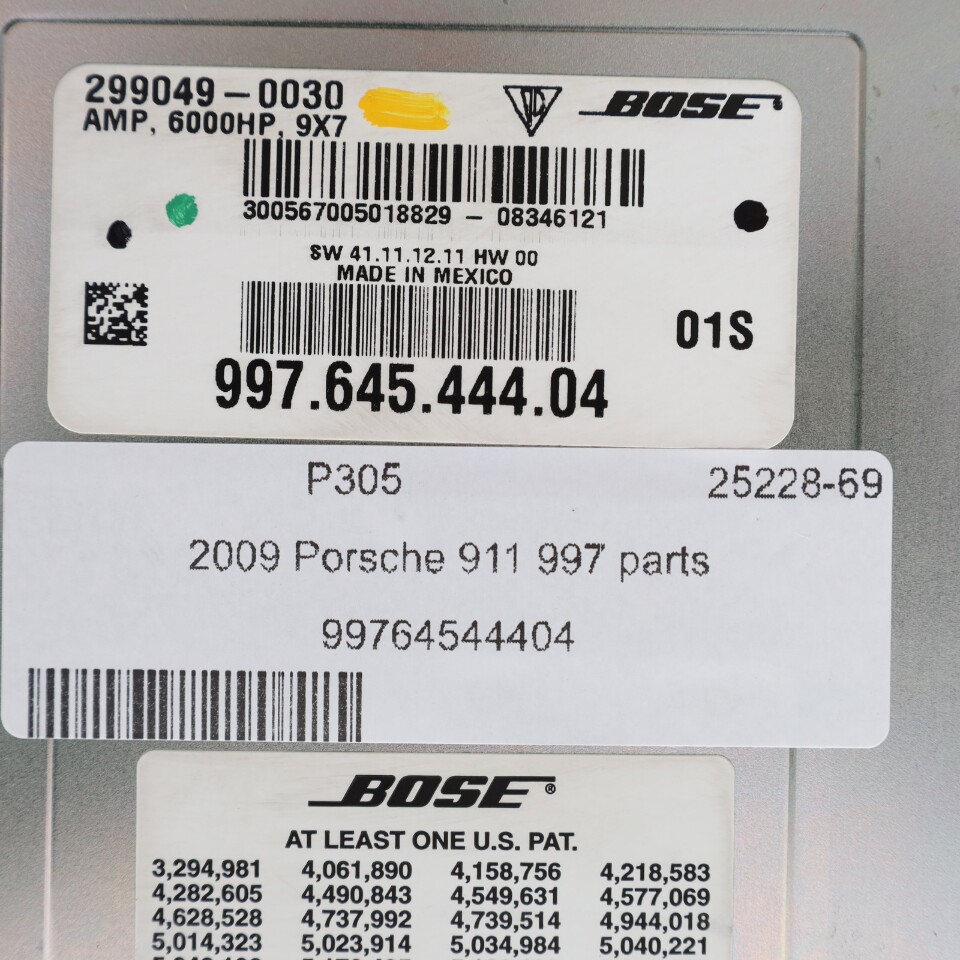 299049-0030
BOSE
AMP, 6000HP, 9X7
300567005018829 - 08346121
SW 41.11.12.11 HW 00
MADE IN MEXICO
01S
997.645.444.04
P305 25228-69
2009 Porsche 911 997 parts
99764544404
BOSE®
AT LEAST ONE U.S. PAT.
3,294,981 4,061,890 4,158,756 4,218,583
4,282,605 4,490,843 4,549,631 4,577,069
4,628,528 4,737,992 4,739,514 4,944,018
5,014,323 5,023,914 5,034,984 5,040,221